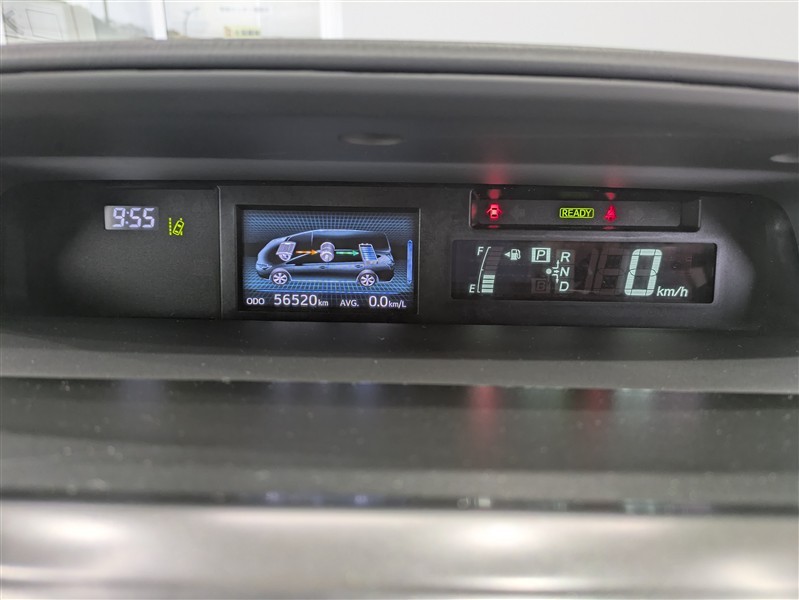 9:55
READY
ODO 56520 km AVG. 0.0 km/L
F
E
P
R
N
D
B
0 km/h